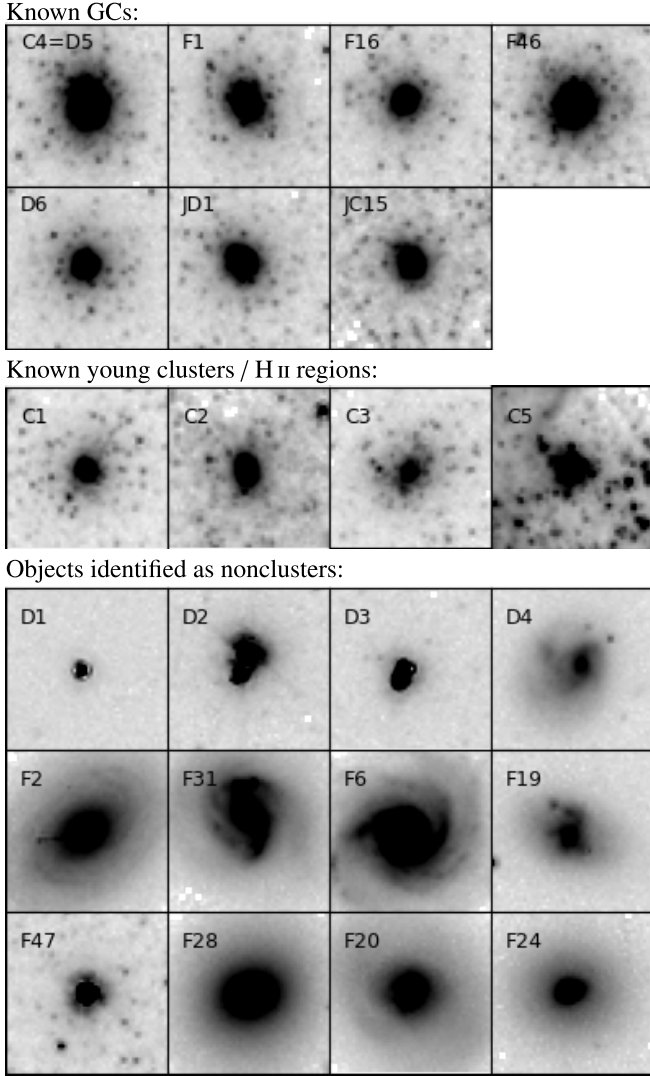 Known GCs:
C4=D5 F1 F16 F46
D6 JD1 JC15
Known young clusters / H II regions:
C1 C2 C3 C5
Objects identified as nonclusters:
D1 D2 D3 D4
F2 F31 F6 F19
F47 F28 F20 F24